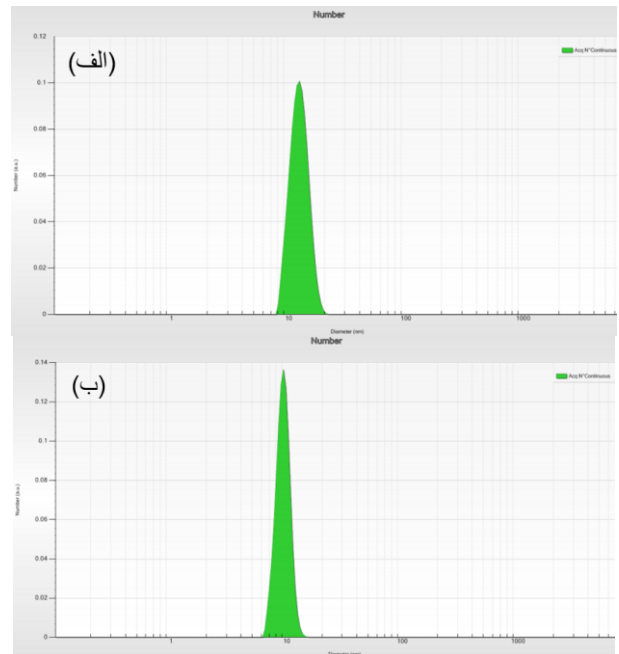 Number
Acq N°Continuous
(الف)
0.12
0.1
0.08
0.06
0.04
0.02
0
Number (a.u.)
1 10 100 1000
Diameter (nm)
Number
Acq N°Continuous
(ب)
0.14
0.12
0.1
0.08
0.06
0.04
0.02
0
Number (a.u.)
1 10 100 1000
Diameter (nm)